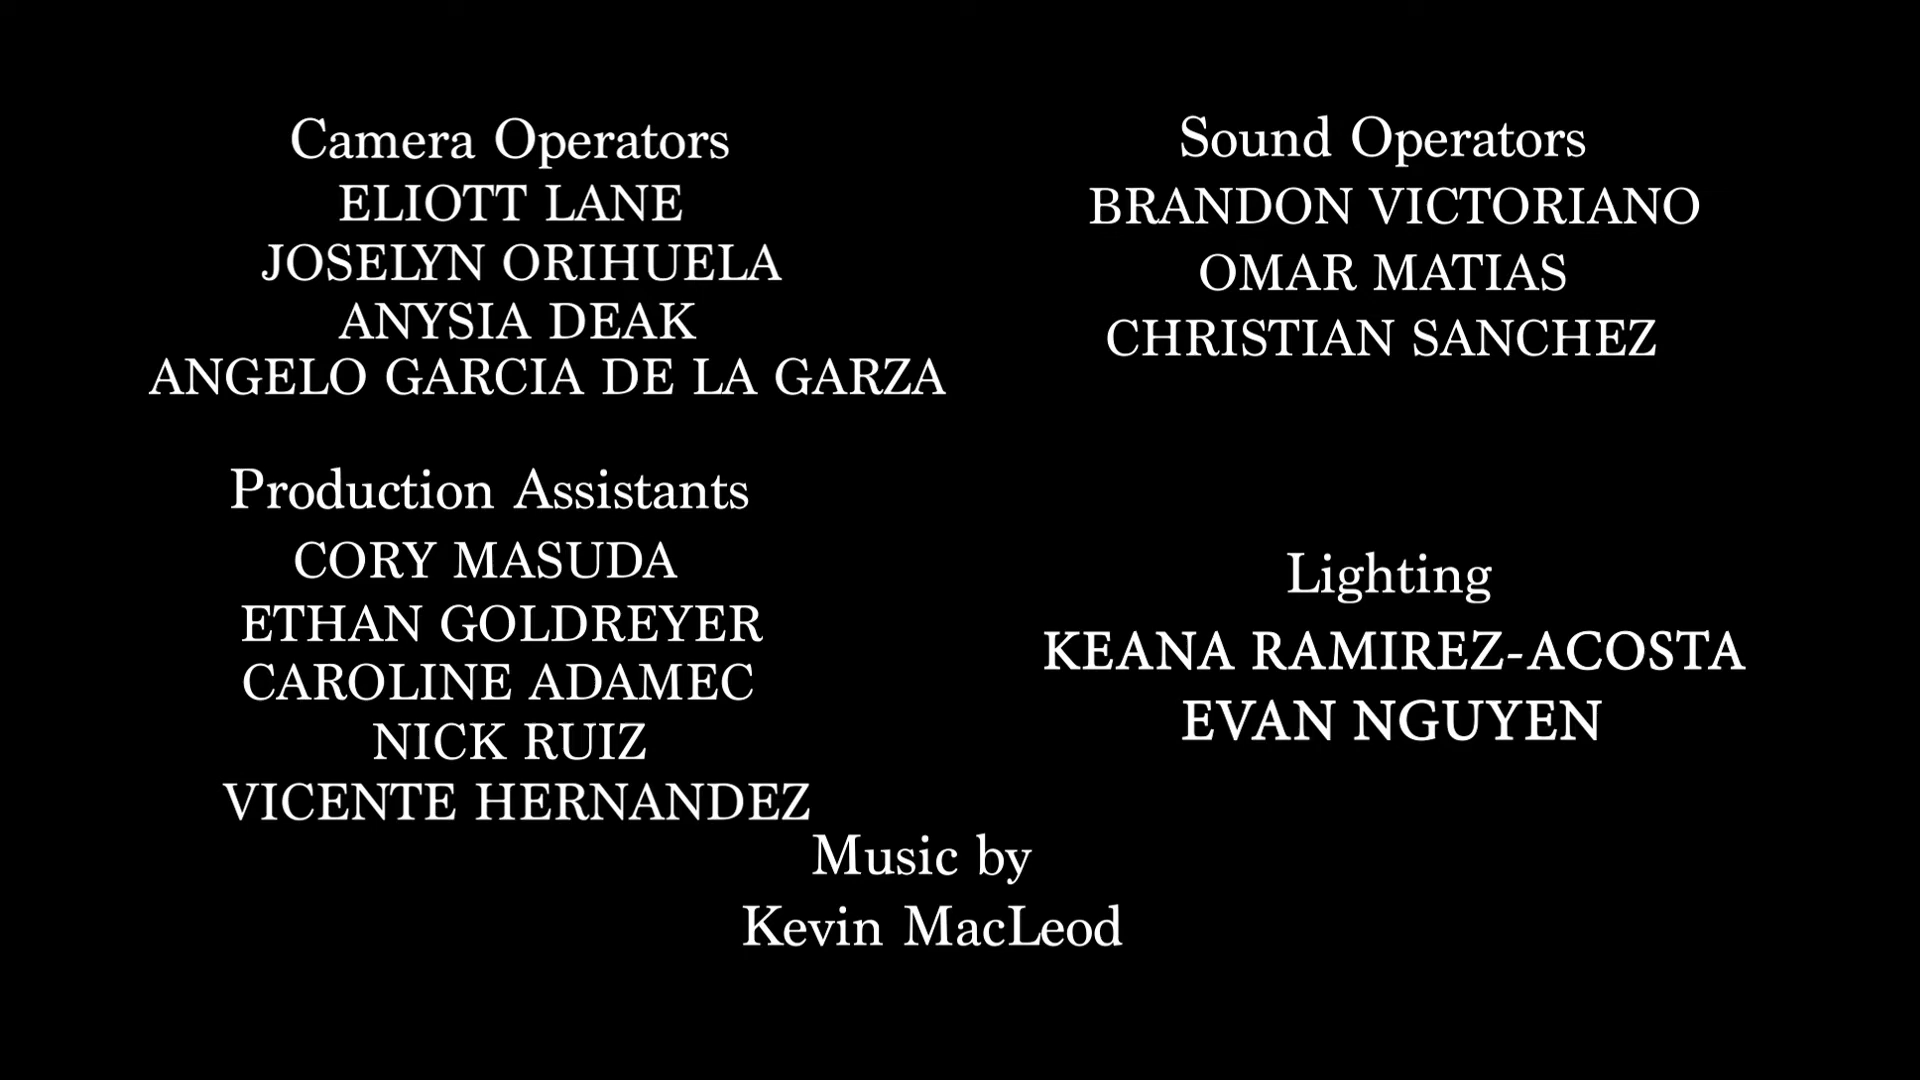 Camera Operators
ELIOTT LANE
JOSELYN ORIHUELA
ANYSIA DEAK
ANGELO GARCIA DE LA GARZA
Sound Operators
BRANDON VICTORIANO
OMAR MATIAS
CHRISTIAN SANCHEZ
Production Assistants
CORY MASUDA
ETHAN GOLDREYER
CAROLINE ADAMEC
NICK RUIZ
VICENTE HERNANDEZ
Lighting
KEANA RAMIREZ-ACOSTA
EVAN NGUYEN
Music by
Kevin MacLeod